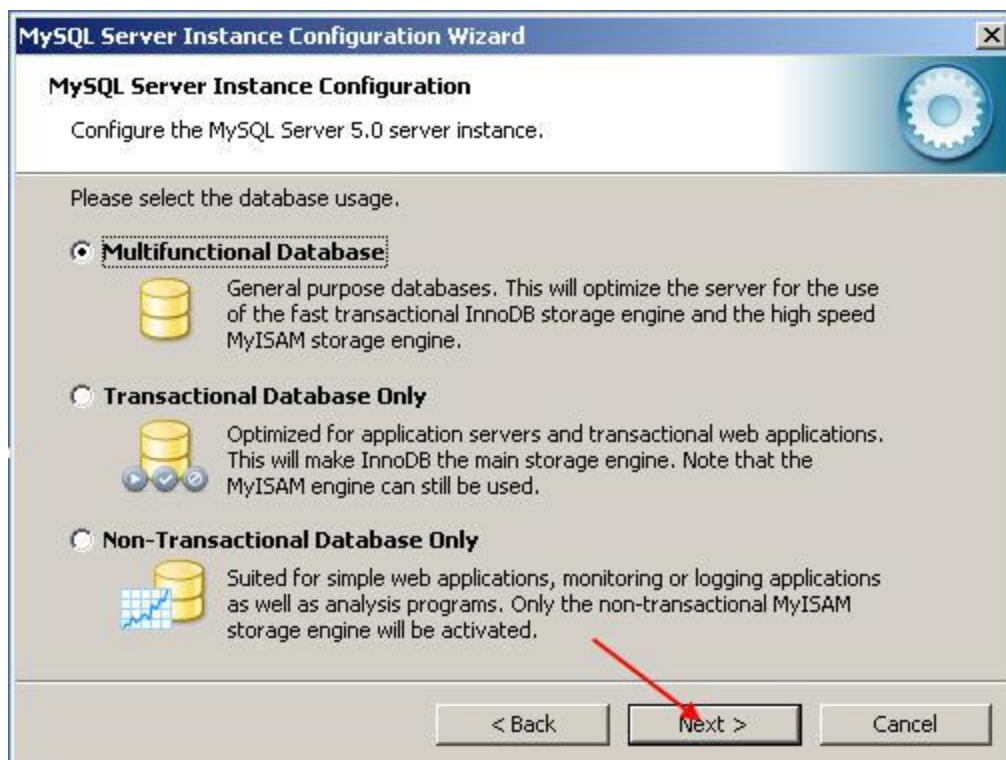 MySQL Server Instance Configuration Wizard
MySQL Server Instance Configuration
Configure the MySQL Server 5.0 server instance.
Please select the database usage.
Multifunctional Database
General purpose databases. This will optimize the server for the use
of the fast transactional InnoDB storage engine and the high speed
MyISAM storage engine.
Transactional Database Only
Optimized for application servers and transactional web applications.
This will make InnoDB the main storage engine. Note that the
MyISAM engine can still be used.
Non-Transactional Database Only
Suited for simple web applications, monitoring or logging applications
as well as analysis programs. Only the non-transactional MyISAM
storage engine will be activated.
< Back
Next >
Cancel